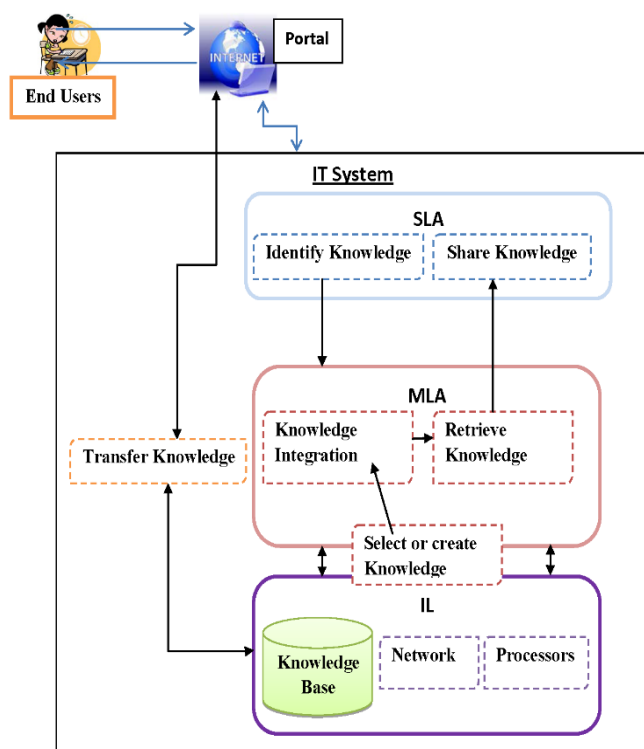 Portal
INTERNET
End Users
IT System
SLA
Identify Knowledge
Share Knowledge
MLA
Knowledge
Integration
Retrieve
Knowledge
Transfer Knowledge
Select or create
Knowledge
IL
Knowledge
Base
Network
Processors